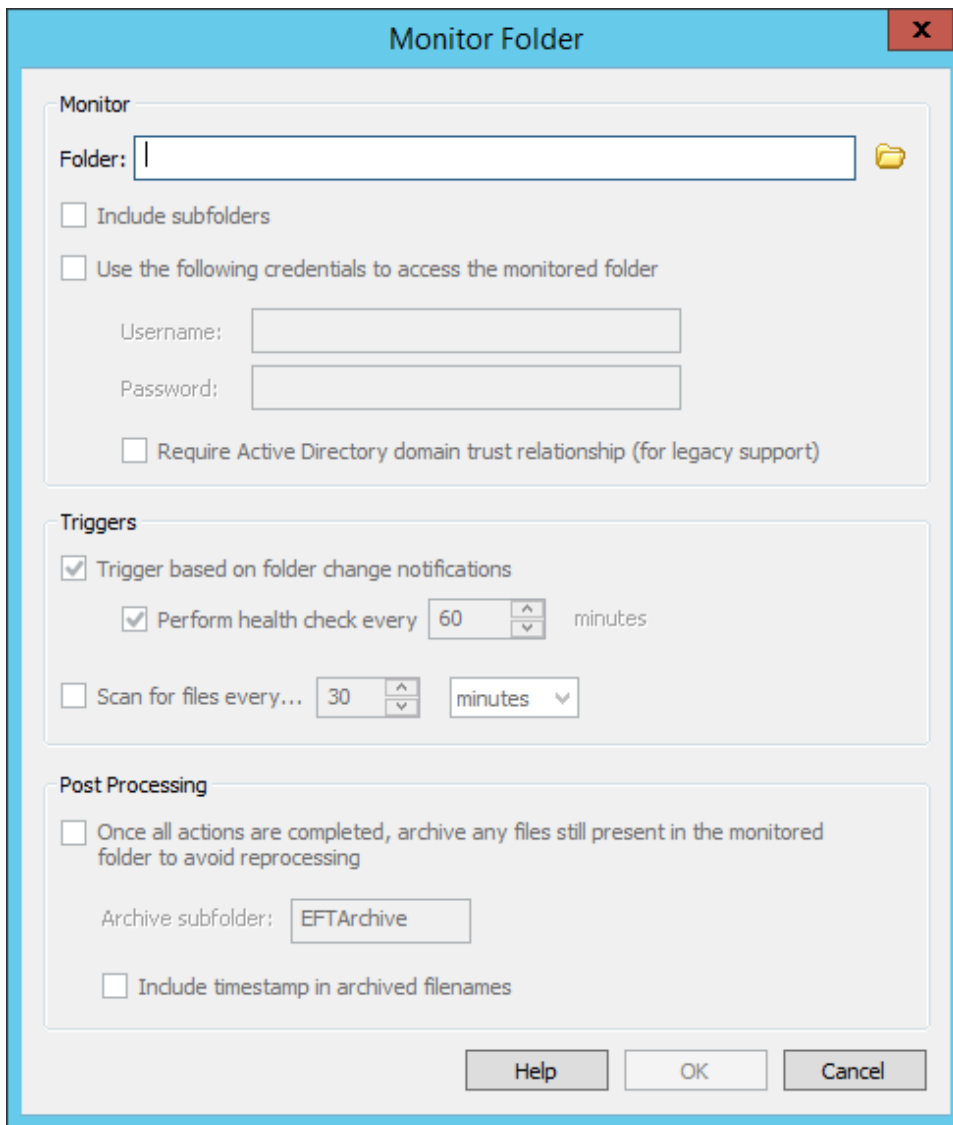 Monitor Folder
x
Monitor
Folder:
Include subfolders
Use the following credentials to access the monitored folder
Username:
Password:
Require Active Directory domain trust relationship (for legacy support)
Triggers
Trigger based on folder change notifications
Perform health check every 60 minutes
Scan for files every... 30 minutes
Post Processing
Once all actions are completed, archive any files still present in the monitored
folder to avoid reprocessing
Archive subfolder: EFTArchive
Include timestamp in archived filenames
Help OK Cancel